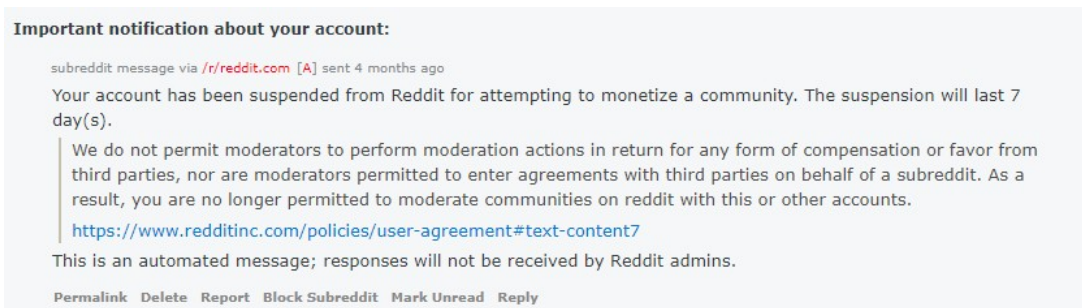 Important notification about your account:
subreddit message via /r/reddit.com [A] sent 4 months ago
Your account has been suspended from Reddit for attempting to monetize a community. The suspension will last 7
day(s).
We do not permit moderators to perform moderation actions in return for any form of compensation or favor from
third parties, nor are moderators permitted to enter agreements with third parties on behalf of a subreddit. As a
result, you are no longer permitted to moderate communities on reddit with this or other accounts.
https://www.redditinc.com/policies/user-agreement#text-content7
This is an automated message; responses will not be received by Reddit admins.
Permalink Delete Report Block Subreddit Mark Unread Reply